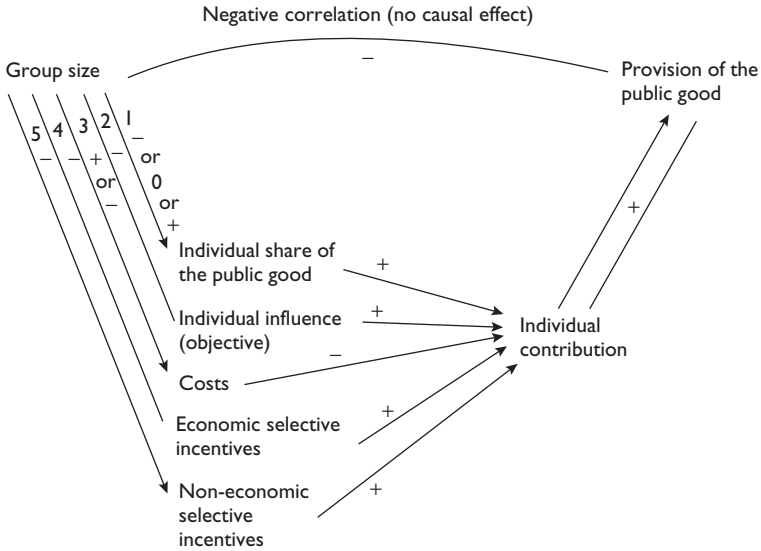 Negative correlation (no causal effect)
–
Group size
Provision of the
public good
5 4 3 2 1
– – + – –
or or
– 0
or
+
+
Individual share of
the public good
+
Individual influence
(objective)
+
Individual
contribution
–
Costs
+
Economic selective
incentives
+
Non-economic
selective
incentives